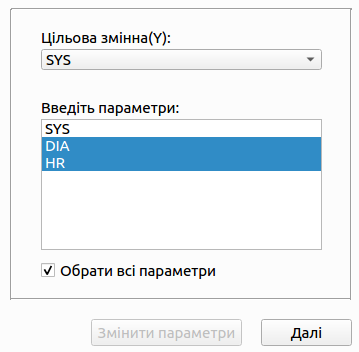 Цільова змінна(Y):
SYS
Введіть параметри:
SYS
DIA
HR
Обрати всі параметри
Змінити параметри
Далі